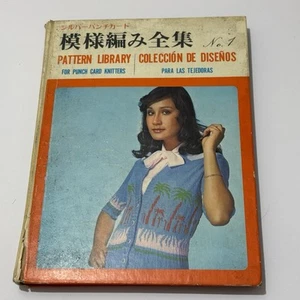 シルバーパンチカード
模様編み全集 No.1
PATTERN LIBRARY COLECCIÓN DE DISEÑOS
FOR PUNCH CARD KNITTERS PARA LAS TEJEDORAS